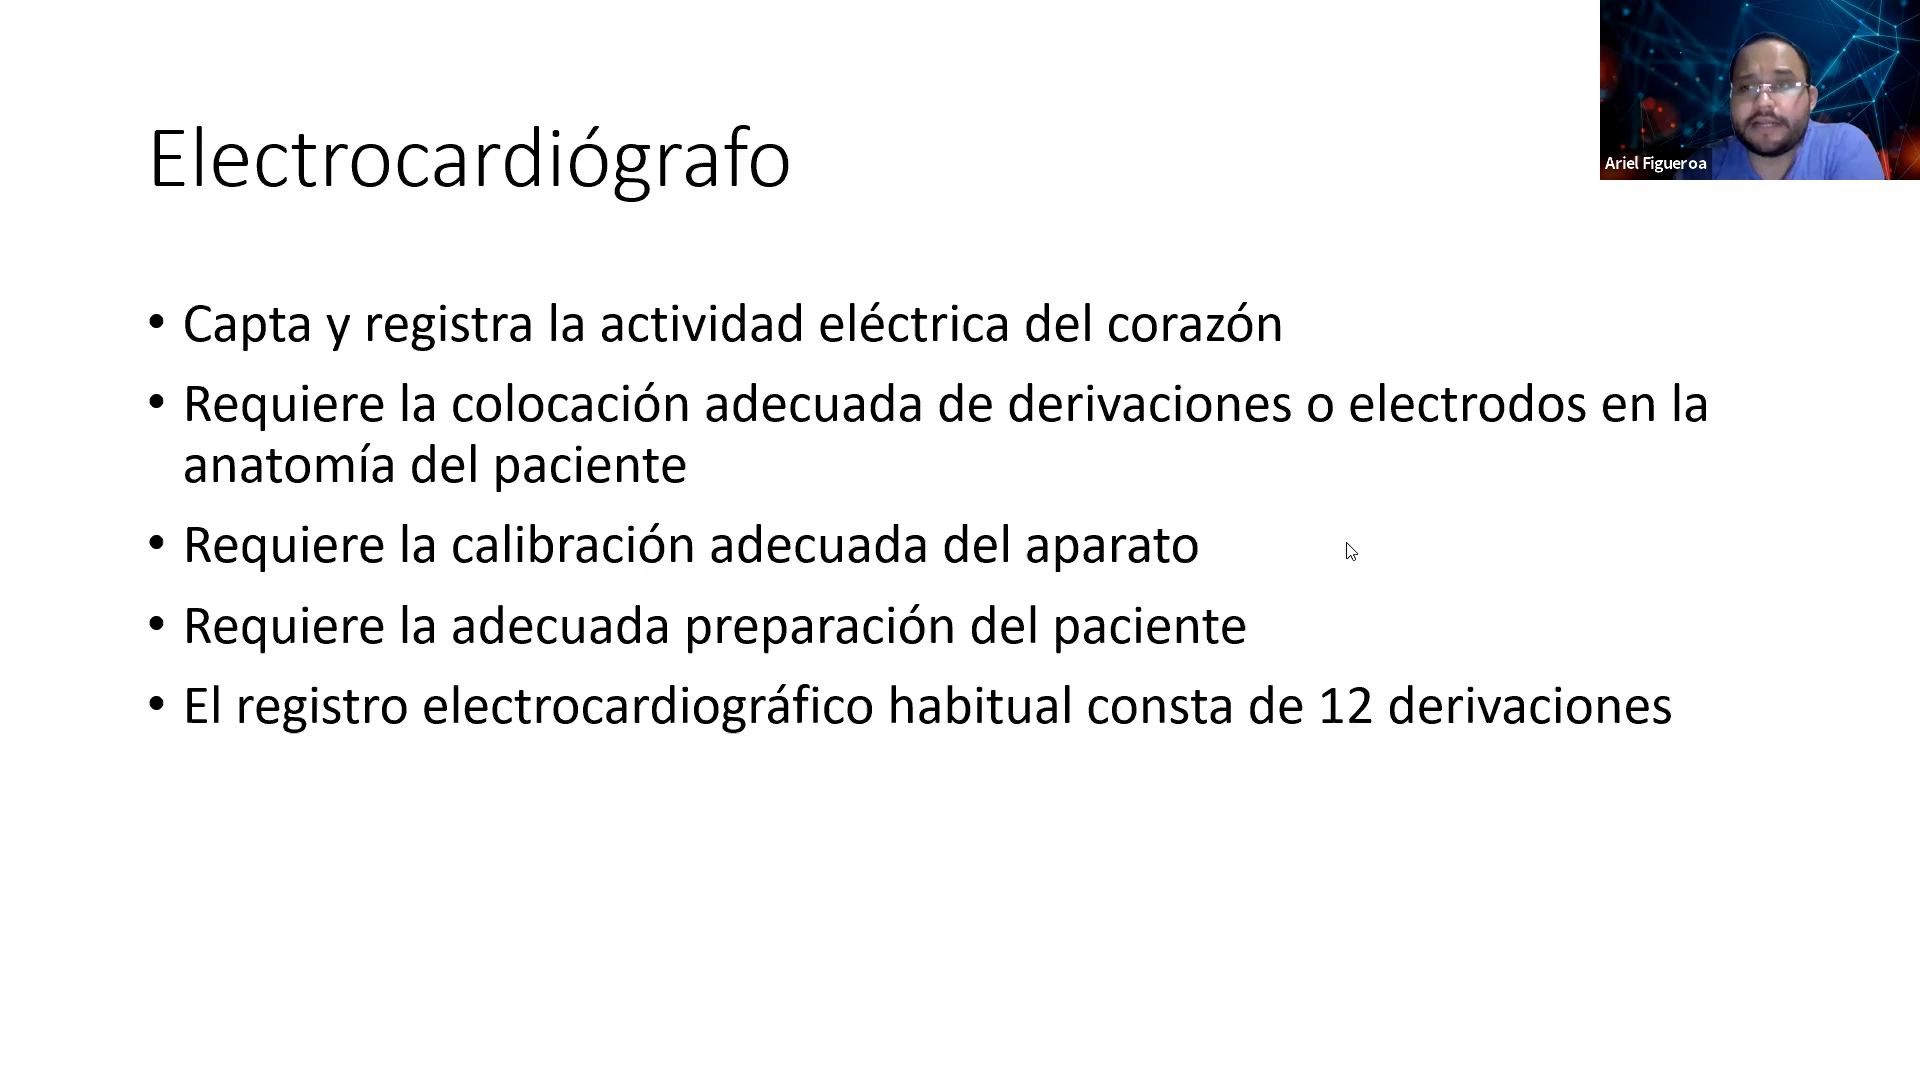 Electrocardiógrafo
Ariel Figueroa
• Capta y registra la actividad eléctrica del corazón
• Requiere la colocación adecuada de derivaciones o electrodos en la
anatomía del paciente
• Requiere la calibración adecuada del aparato
• Requiere la adecuada preparación del paciente
• El registro electrocardiográfico habitual consta de 12 derivaciones